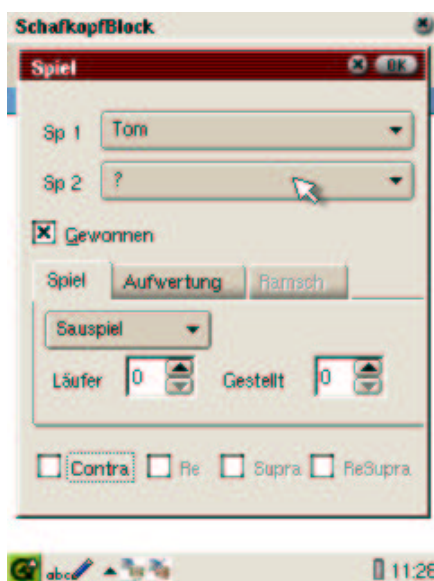 SchafkopfBlock
Spiel OK
Sp 1 Tom
Sp 2 ?
Gewonnen
Spiel Aufwertung Ramsch
Sauspiel
Läufer 0 Gestellt 0
Contra Re Supra ReSupra
abc 11:28